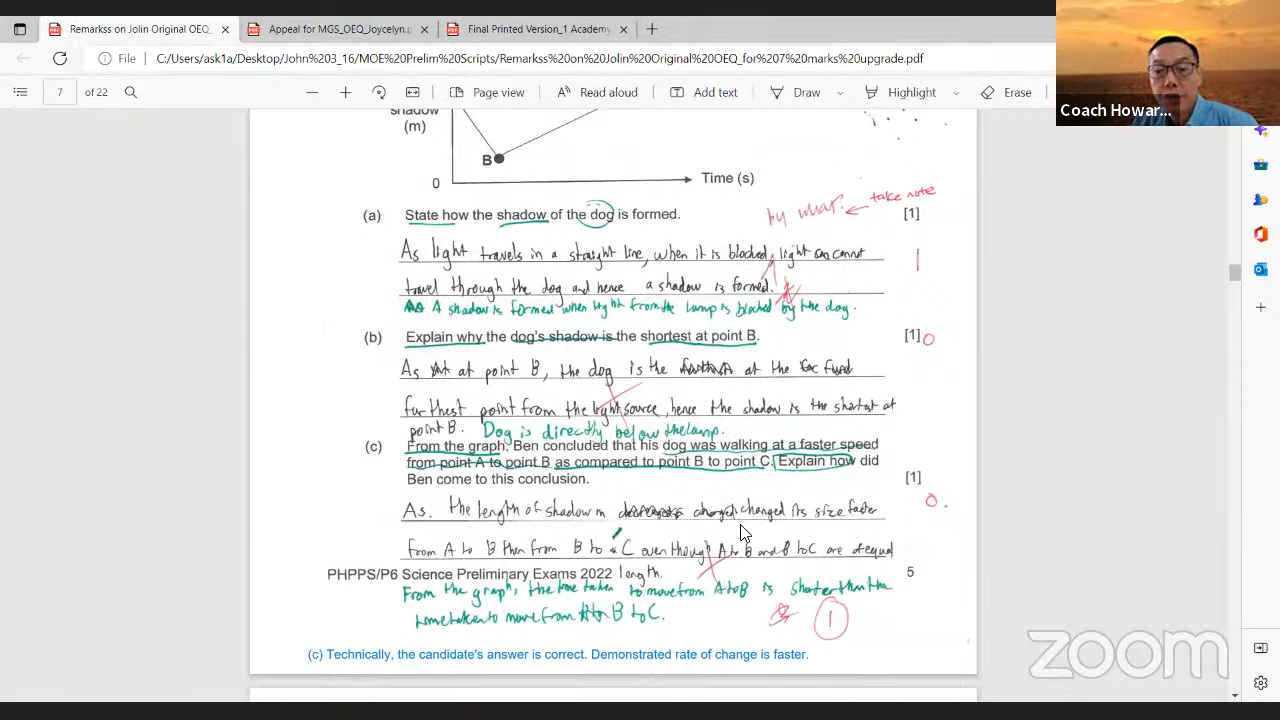 Remarkss on Jolin Original OEQ_
Appeal for MGS_OEQ_Joycelyn.p
Final Printed Version_1 Academy
File
C:/Users/ask1a/Desktop/John%203_16/MOE%20Prelim%20Scripts/Remarkss%20on%20Jolin%20Original%20OEQ_for%207%20marks%20upgrade.pdf
7 of 22
Page view
Read aloud
Add text
Draw
Highlight
Erase
Coach Howar...
shadow
(m)
B
0
Time (s)
by what. take note
(a) State how the shadow of the dog is formed. [1]
As light travels in a straight line, when it is blocked, light cannot 1
travel through the dog and hence a shadow is formed.
A shadow is formed when light from the lamp is blocked by the dog.
(b) Explain why the dog's shadow is the shortest at point B. [1] 0
As at point B, the dog is the at the
furthest point from the light source, hence the shadow is the shortest at
point B. Dog is directly below the lamp.
(c) From the graph, Ben concluded that his dog was walking at a faster speed
from point A to point B as compared to point B to point C. Explain how did
Ben come to this conclusion. [1]
As. the length of shadow changed its size faster 0.
from A to B then from B to C even though A to B and B to C are of equal
PHPPS/P6 Science Preliminary Exams 2022 length. 5
From the graph, the time taken to move from A to B is shorter than the
time taken to move from B to C. 1
(c) Technically, the candidate's answer is correct. Demonstrated rate of change is faster.
zoom